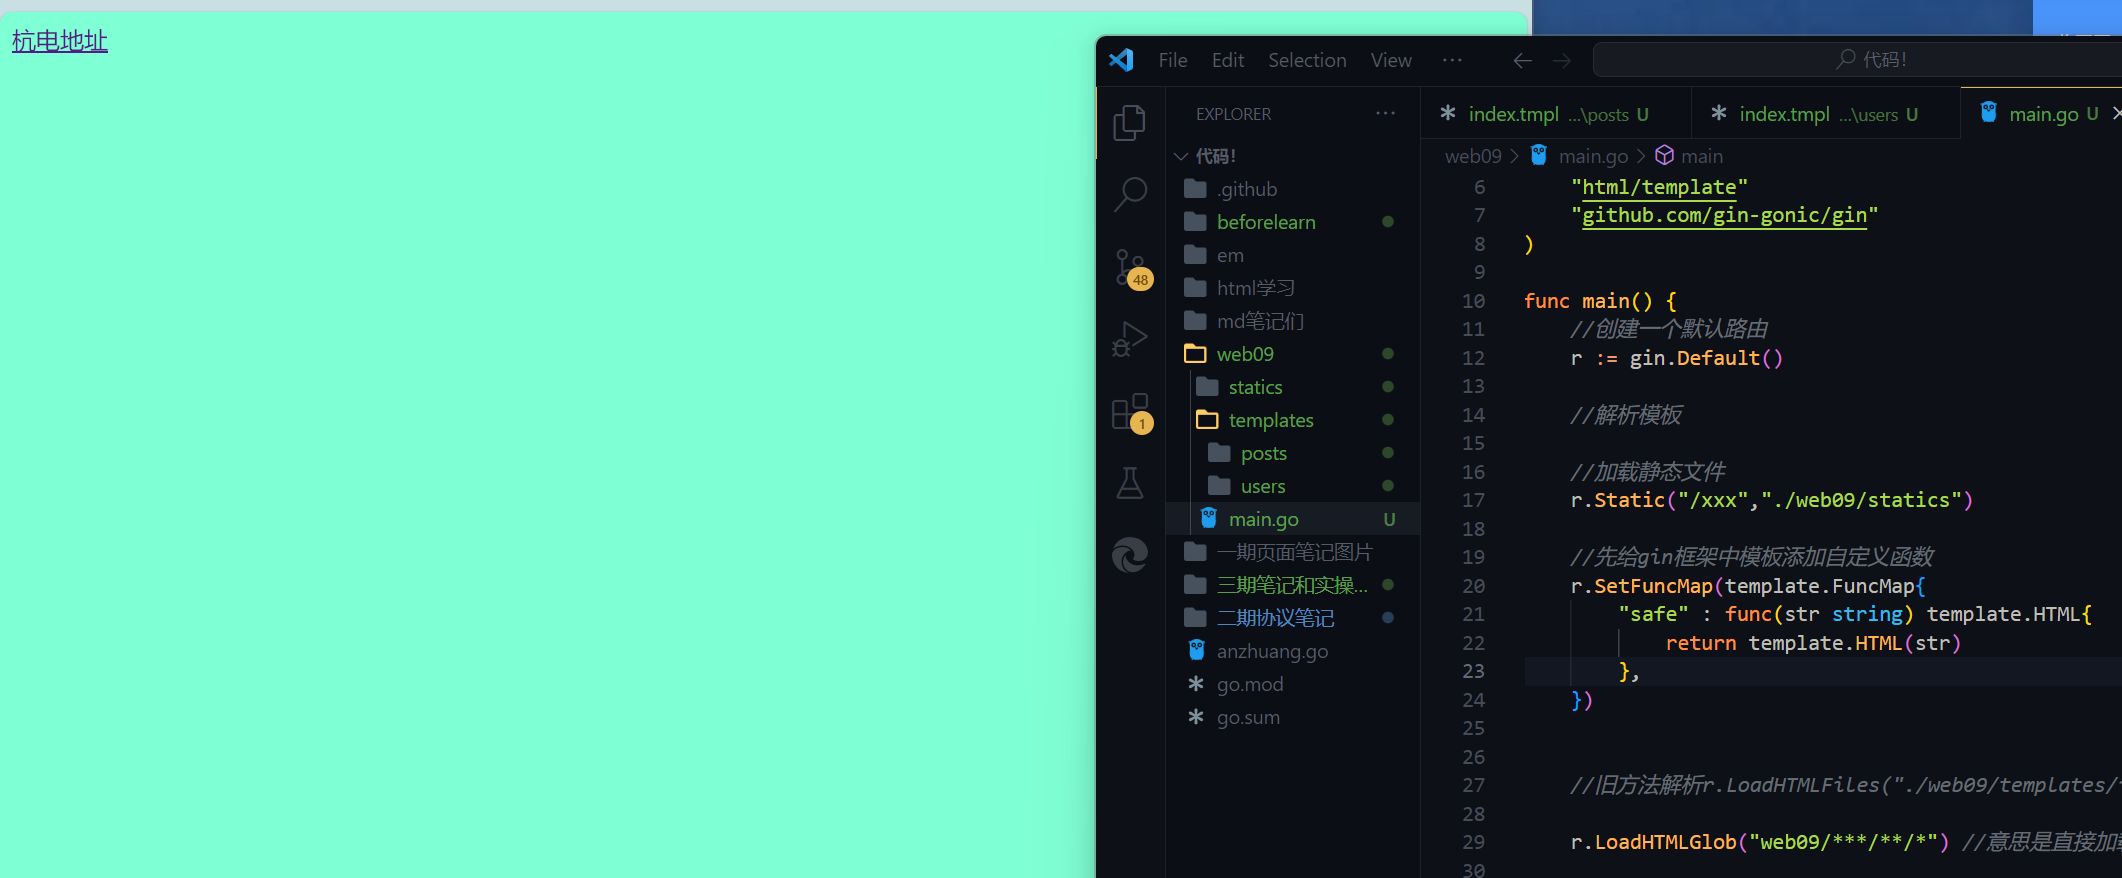 杭电地址
File Edit Selection View ··· 代码！
EXPLORER ···
代码！
.github
beforelearn
em
html学习
md笔记们
web09
statics
templates
posts
users
main.go U
一期页面笔记图片
三期笔记和实操...
二期协议笔记
anzhuang.go
go.mod
go.sum
48
1
index.tmpl ...\posts U index.tmpl ...\users U main.go U
web09 > main.go > main
6 "html/template"
7 "github.com/gin-gonic/gin"
8 )
9
10 func main() {
11 //创建一个默认路由
12 r := gin.Default()
13
14 //解析模板
15
16 //加载静态文件
17 r.Static("/xxx","./web09/statics")
18
19 //先给gin框架中模板添加自定义函数
20 r.SetFuncMap(template.FuncMap{
21 "safe" : func(str string) template.HTML{
22 return template.HTML(str)
23 },
24 })
25
26
27 //旧方法解析r.LoadHTMLFiles("./web09/templates/
28
29 r.LoadHTMLGlob("web09/***/**/*") //意思是直接加
30